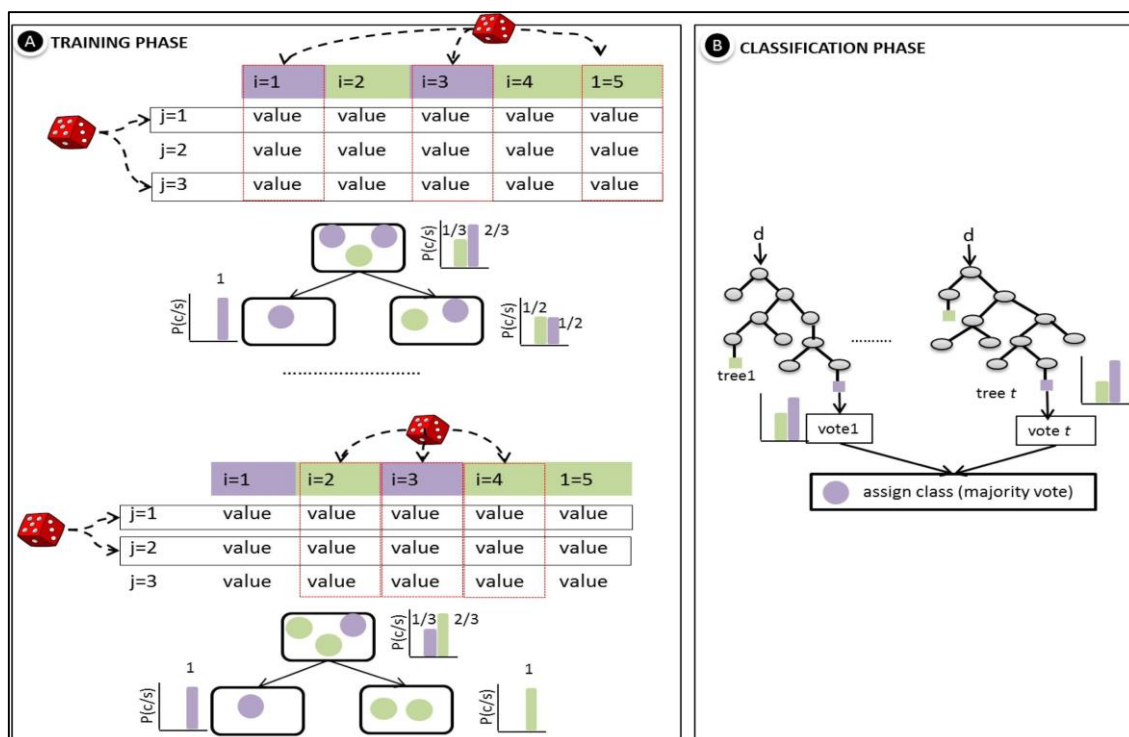 A TRAINING PHASE
i=1 i=2 i=3 i=4 1=5
j=1 value value value value value
j=2 value value value value value
j=3 value value value value value
P(c/s) 1/3 2/3
P(c/s) 1
P(c/s) 1/2 1/2
..........................
i=1 i=2 i=3 i=4 1=5
j=1 value value value value value
j=2 value value value value value
j=3 value value value value value
P(c/s) 1/3 2/3
P(c/s) 1
P(c/s) 1
B CLASSIFICATION PHASE
d d
..........
tree1
tree t
vote1 vote t
assign class (majority vote)